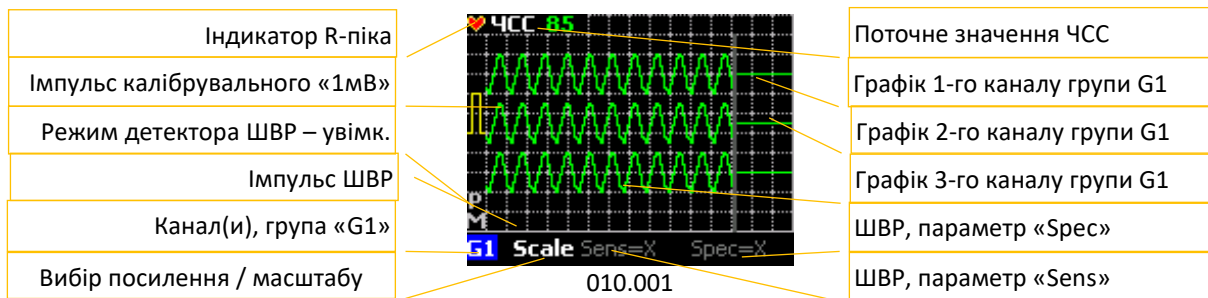 Індикатор R-піка
Імпульс калібрувального «1мВ»
Режим детектора ШВР – увімк.
Імпульс ШВР
Канал(и), група «G1»
Вибір посилення / масштабу
ЧСС 85
P
M
G1 Scale Sens=X Spec=X
010.001
Поточне значення ЧСС
Графік 1-го каналу групи G1
Графік 2-го каналу групи G1
Графік 3-го каналу групи G1
ШВР, параметр «Spec»
ШВР, параметр «Sens»